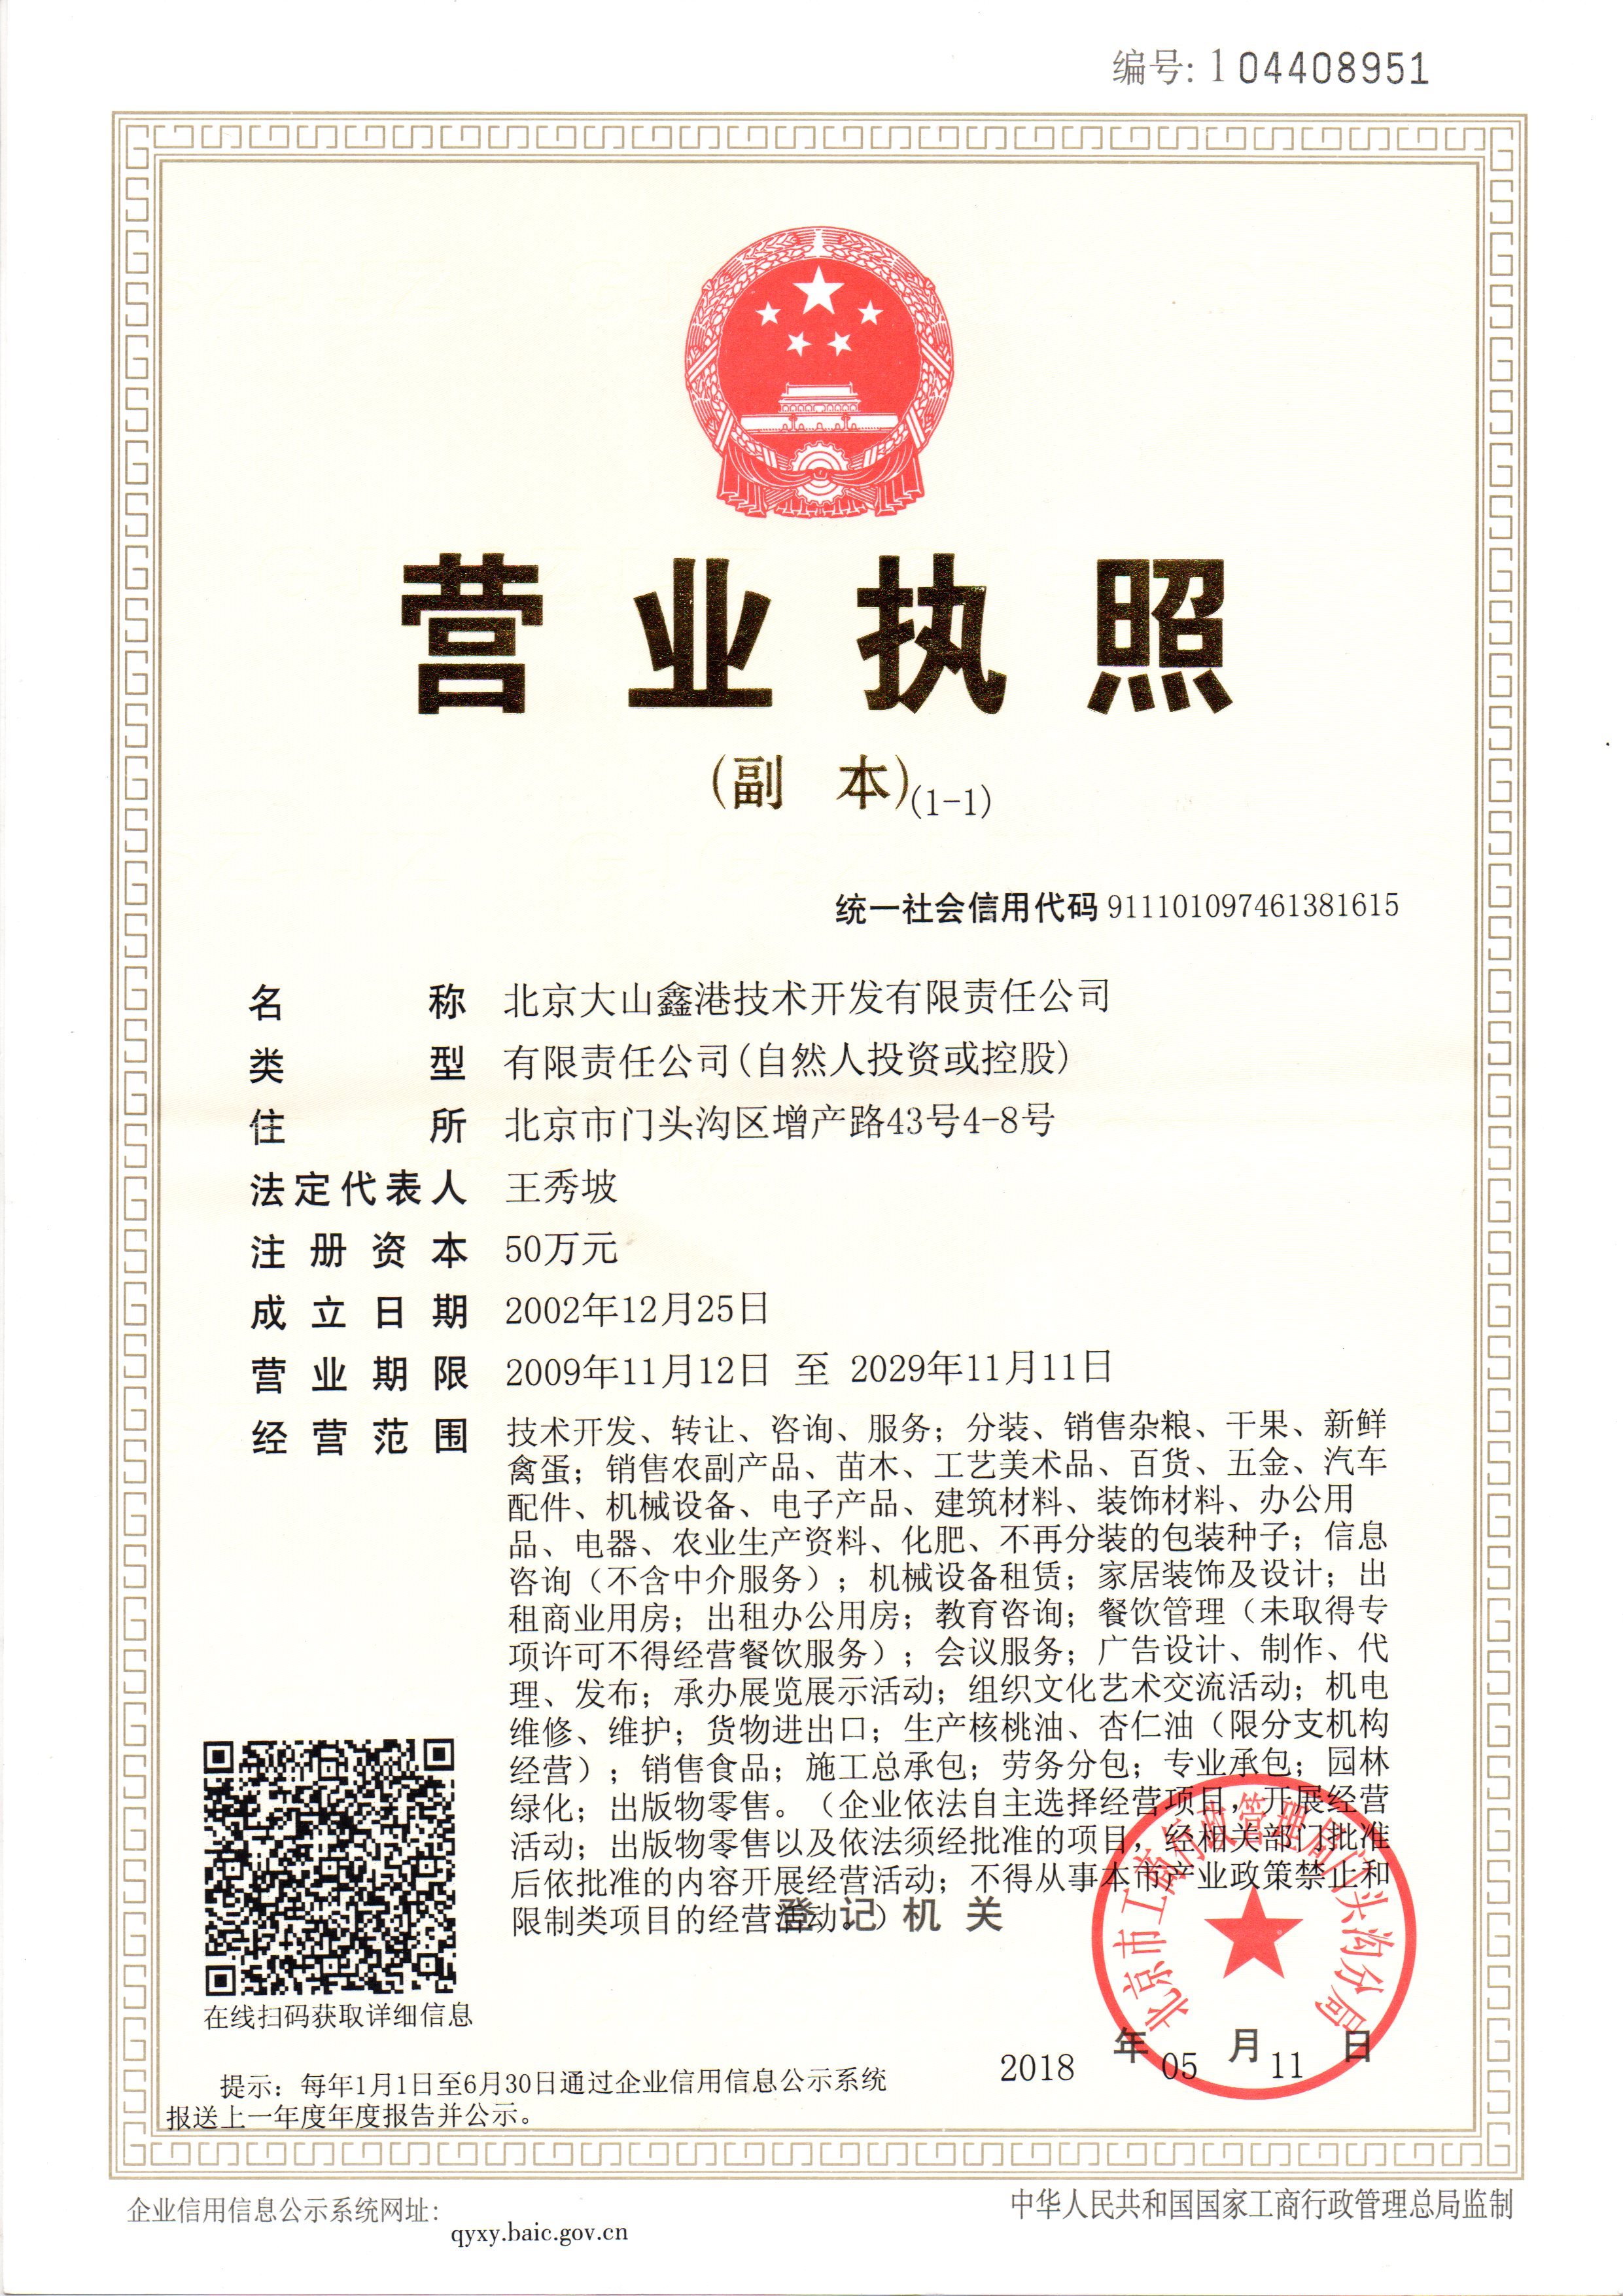 编号: 104408951
营业执照
(副 本)(1-1)
统一社会信用代码 911101097461381615
名 称 北京大山鑫港技术开发有限责任公司
类 型 有限责任公司(自然人投资或控股)
住 所 北京市门头沟区增产路43号4-8号
法定代表人 王秀坡
注册资本 50万元
成立日期 2002年12月25日
营业期限 2009年11月12日 至 2029年11月11日
经营范围 技术开发、转让、咨询、服务；分装、销售杂粮、干果、新鲜
禽蛋；销售农副产品、苗木、工艺美术品、百货、五金、汽车
配件、机械设备、电子产品、建筑材料、装饰材料、办公用
品、电器、农业生产资料、化肥、不再分装的包装种子；信息
咨询（不含中介服务）；机械设备租赁；家居装饰及设计；出
租商业用房；出租办公用房；教育咨询；餐饮管理（未取得专
项许可不得经营餐饮服务）；会议服务；广告设计、制作、代
理、发布；承办展览展示活动；组织文化艺术交流活动；机电
维修、维护；货物进出口；生产核桃油、杏仁油（限分支机构
经营）；销售食品；施工总承包；劳务分包；专业承包；园林
绿化；出版物零售。（企业依法自主选择经营项目，开展经营
活动；出版物零售以及依法须经批准的项目，经相关部门批准
后依批准的内容开展经营活动；不得从事本市产业政策禁止和
限制类项目的经营活动。）
登记机关
北京市工商行政管理局门头沟分局
在线扫码获取详细信息
2018 年 05 月 11 日
提示：每年1月1日至6月30日通过企业信用信息公示系统
报送上一年度年度报告并公示。
企业信用信息公示系统网址：
qyxy.baic.gov.cn
中华人民共和国国家工商行政管理总局监制